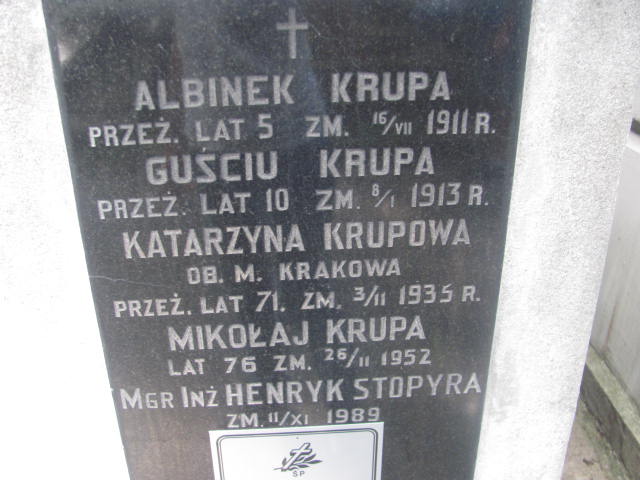 ALBINEK KRUPA
PRZEŻ. LAT 5 ZM. 16/VII 1911 R.
GUŚCIU KRUPA
PRZEŻ. LAT 10 ZM. 8/I 1913 R.
KATARZYNA KRUPOWA
OB. M. KRAKOWA
PRZEŻ. LAT 71. ZM. 3/II 1935 R.
MIKOŁAJ KRUPA
LAT 76 ZM. 26/II 1952
MGR INŻ HENRYK STOPYRA
ZM. 11/XI 1989
ŚP